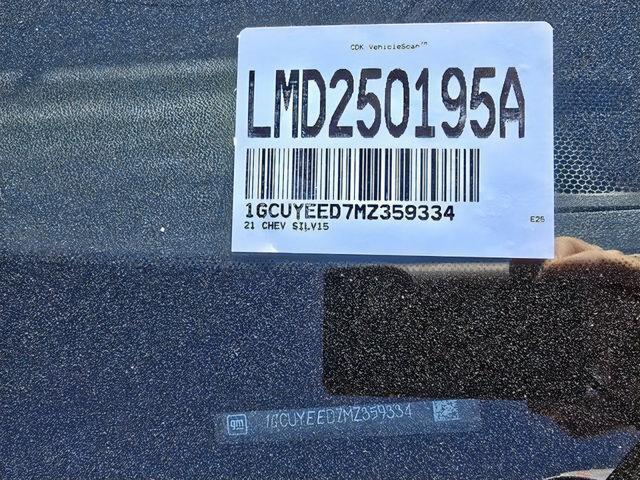 CDK VehicleScan™
LMD250195A
1GCUYEED7MZ359334
21 CHEV SILV15
E25
gm 1GCUYEED7MZ359334